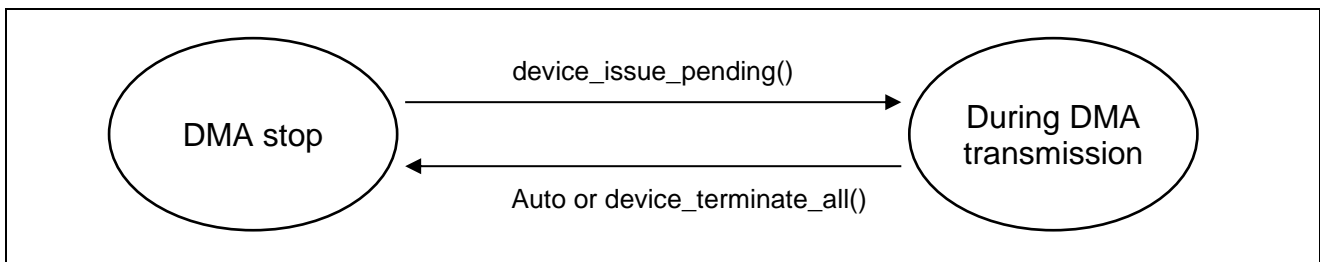 device_issue_pending()
DMA stop
During DMA
transmission
Auto or device_terminate_all()